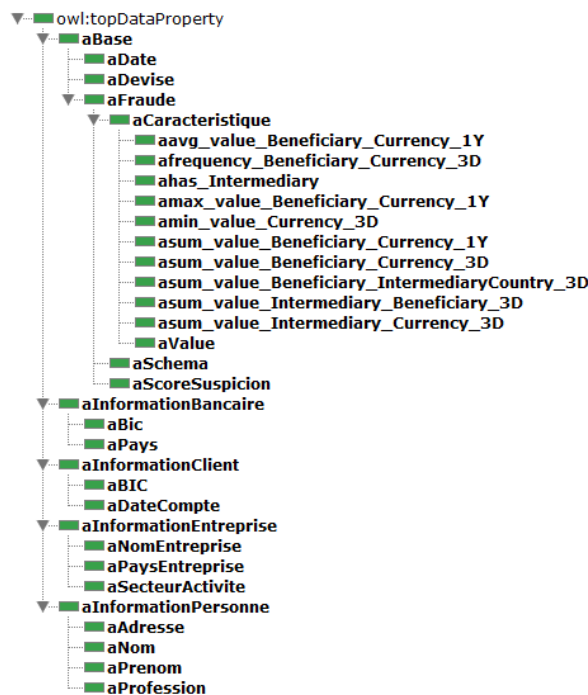 owl:topDataProperty
aBase
aDate
aDevise
aFraude
aCaracteristique
aavg_value_Beneficiary_Currency_1Y
afrequency_Beneficiary_Currency_3D
ahas_Intermediary
amax_value_Beneficiary_Currency_1Y
amin_value_Currency_3D
asum_value_Beneficiary_Currency_1Y
asum_value_Beneficiary_Currency_3D
asum_value_Beneficiary_IntermediaryCountry_3D
asum_value_Intermediary_Beneficiary_3D
asum_value_Intermediary_Currency_3D
aValue
aSchema
aScoreSuspicion
aInformationBancaire
aBic
aPays
aInformationClient
aBIC
aDateCompte
aInformationEntreprise
aNomEntreprise
aPaysEntreprise
aSecteurActivite
aInformationPersonne
aAdresse
aNom
aPrenom
aProfession